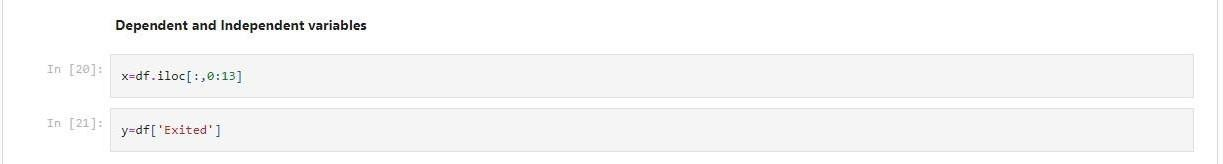 Dependent and Independent variables
In [20]: x=df.iloc[:,0:13]
In [21]: y=df['Exited']